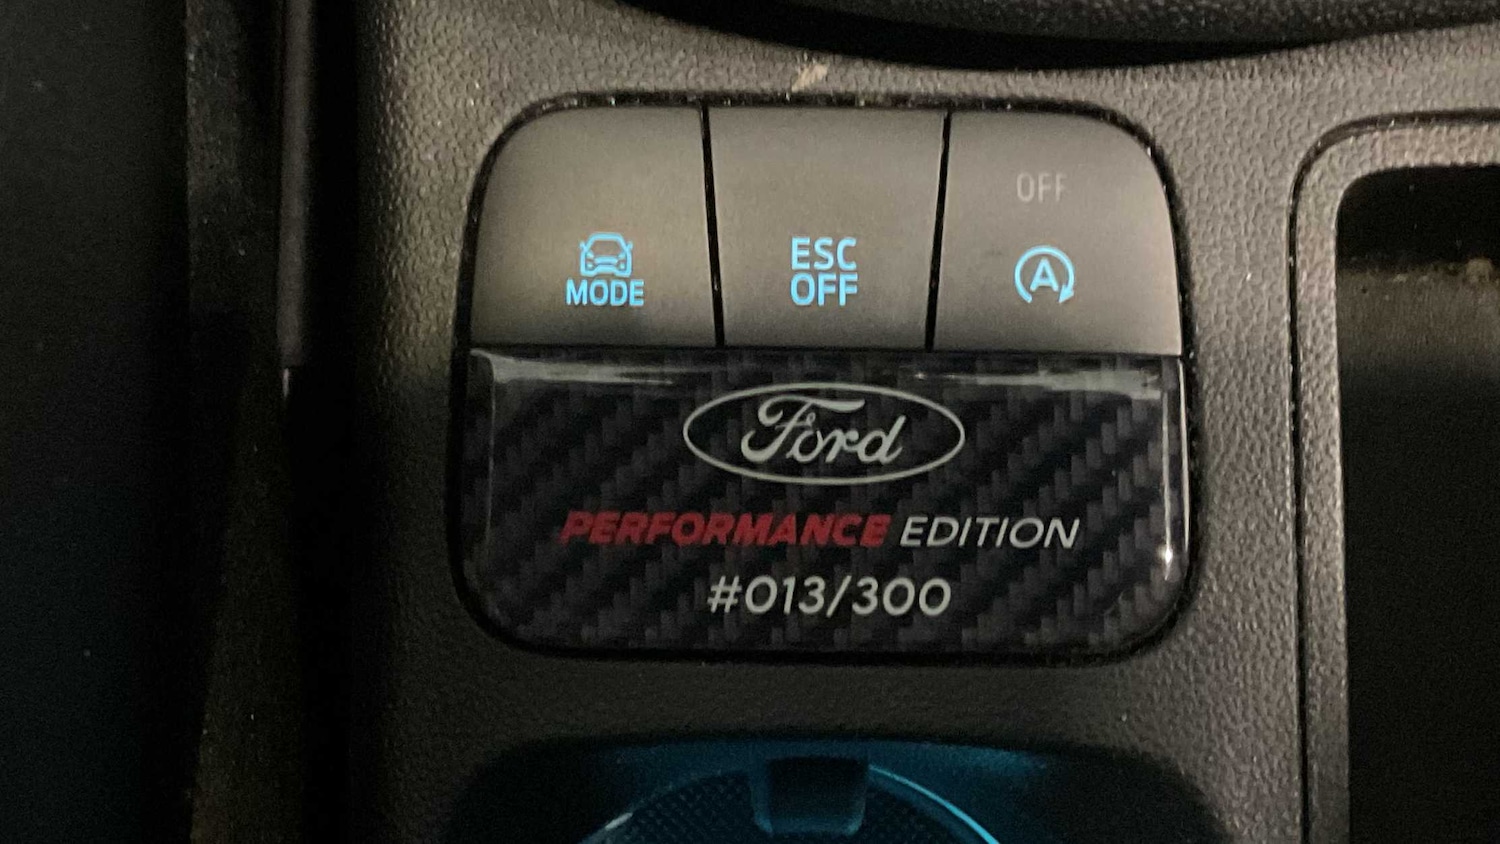 OFF
MODE
ESC
OFF
A
Ford
PERFORMANCE EDITION
#013/300